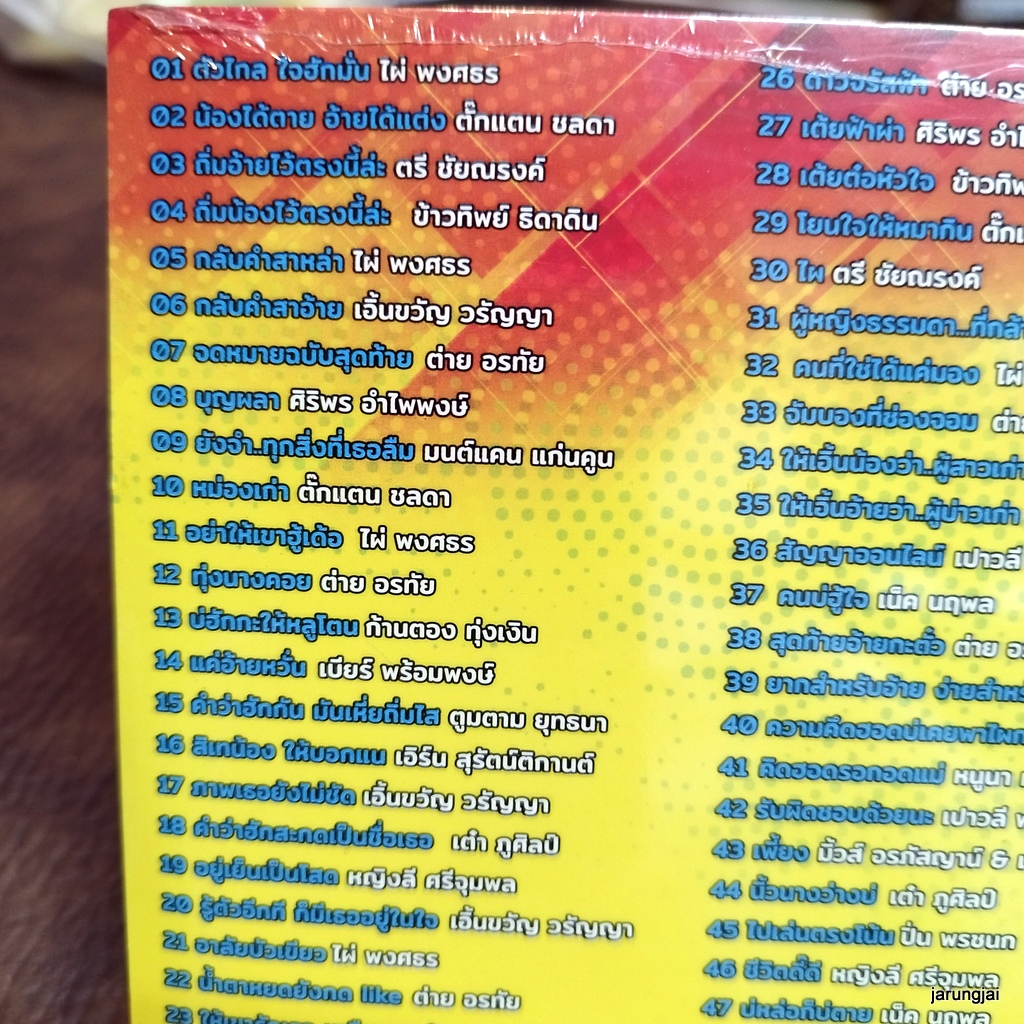 01 ตัวไกล ใจฮักมั่น ไผ่ พงศธร
02 น้องได้ตาย อ้ายได้แต่ง ตั๊กแตน ชลดา
03 ถิ่มอ้ายไว้ตรงนี้ล่ะ ตรี ชัยณรงค์
04 ถิ่มน้องไว้ตรงนี้ล่ะ ข้าวทิพย์ ธิดาดิน
05 กลับคำสาหล่า ไผ่ พงศธร
06 กลับคำสาอ้าย เอิ้นขวัญ วรัญญา
07 จดหมายฉบับสุดท้าย ต่าย อรทัย
08 บุญผลา ศิริพร อำไพพงษ์
09 ยังจำ..ทุกสิ่งที่เธอลืม มนต์แคน แก่นคูน
10 หม่องเก่า ตั๊กแตน ชลดา
11 อย่าให้เขาฮู้เด้อ ไผ่ พงศธร
12 ทุ่งนางคอย ต่าย อรทัย
13 บ่ฮักกะให้หลูโตน ก้านตอง ทุ่งเงิน
14 แค่อ้ายหวั่น เบียร์ พร้อมพงษ์
15 คำว่าฮักกัน มันเหี่ยถิ่มไส ตูมตาม ยุทธนา
16 สิเทน้อง ให้บอกแน เอิร์น สุรัตน์ติกานต์
17 ภาพเธอยังไม่ชัด เอิ้นขวัญ วรัญญา
18 คำว่าฮักสะกดเป็นชื่อเธอ เต๋า ภูศิลป์
19 อยู่เย็นเป็นโสด หญิงลี ศรีจุมพล
20 รู้ตัวอีกที ก็มีเธออยู่ในใจ เอิ้นขวัญ วรัญญา
21 อาลัยบัวเขียว ไผ่ พงศธร
22 น้ำตาหยดยังกด like ต่าย อรทัย
23
26 ดาวจรัสฟ้า
27 เต้ยฟ้าผ่า ศิริพร
28 เต้ยต่อหัวใจ ข้าวทิพ
29 โยนใจให้หมากิน
30 ไผ ตรี ชัยณรงค์
31 ผู้หญิงธรรมดา...ที่กล้
32 คนที่ใช่ได้แค่มอง ไผ่
33 จัมมองที่ช่องจอม ต่า
34 ให้เอิ้นน้องว่า..ผู้สาวเก่า
35 ให้เอิ้นอ้ายว่า..ผู้บ่าวเก่า
36 สัญญาออนไลน์ เปาวลี
37 คนบ่ฮู้ใจ เน็ค นฤพล
38 สุดท้ายอ้ายกะตั๋ว ต่าย
39 ยากสำหรับอ้าย ง่ายสำหร
40 ความคึดฮอดบ่เคยพาไผก
41 คิดฮอดรอกอดแม่ หนูนา
42 รับผิดชอบด้วยนะ เปาวลี
43 เพี้ยง มิ้วส์ อรภัสญาน์ &
44 นิ้วนางว่างบ่ เต๋า ภูศิลป์
45 ไปเล่นตรงโน้น ปิ่น พรชนก
46 ชีวิตดี๊ดี หญิงลี ศรีจุมพล
47 บ่หล่อก็บ่ตาย เน็ค นฤพล
jarungjai